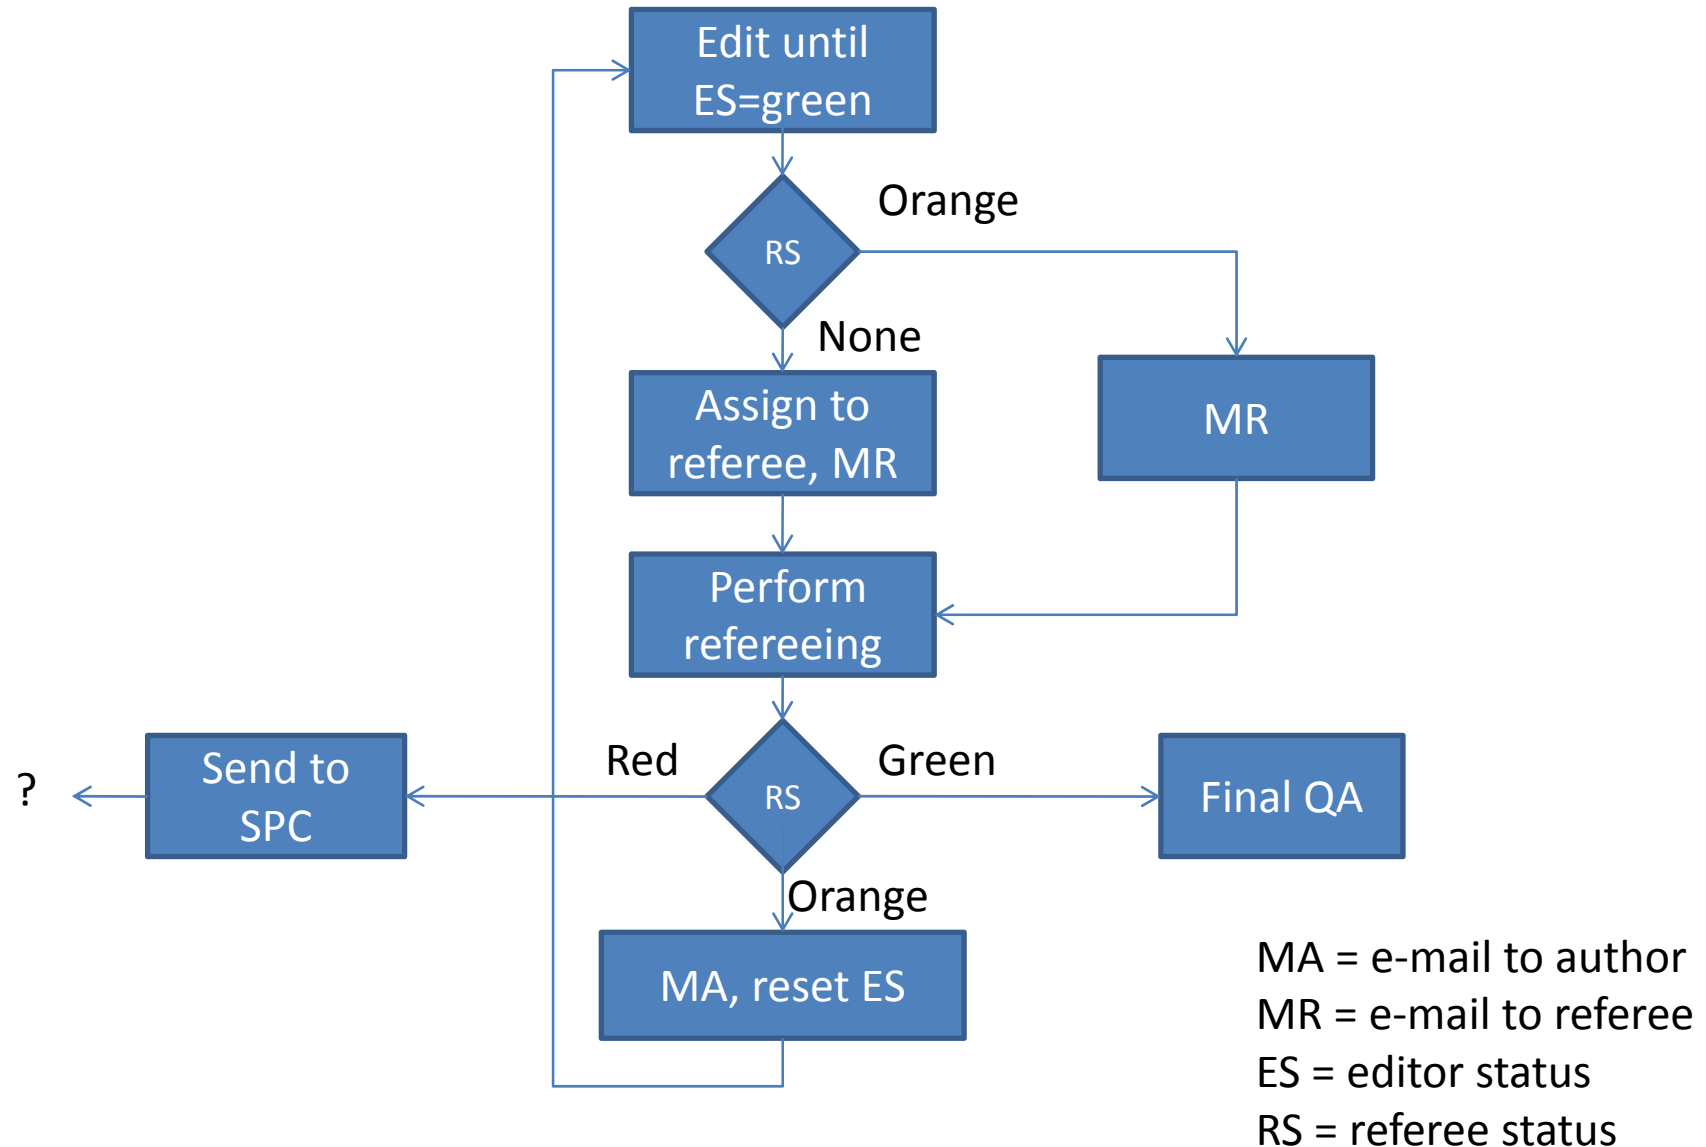 Edit until
ES=green
Orange
RS
None
Assign to
referee, MR
MR
Perform
refereeing
Red
Green
?
Send to
SPC
RS
Final QA
Orange
MA, reset ES
MA = e-mail to author
MR = e-mail to referee
ES = editor status
RS = referee status